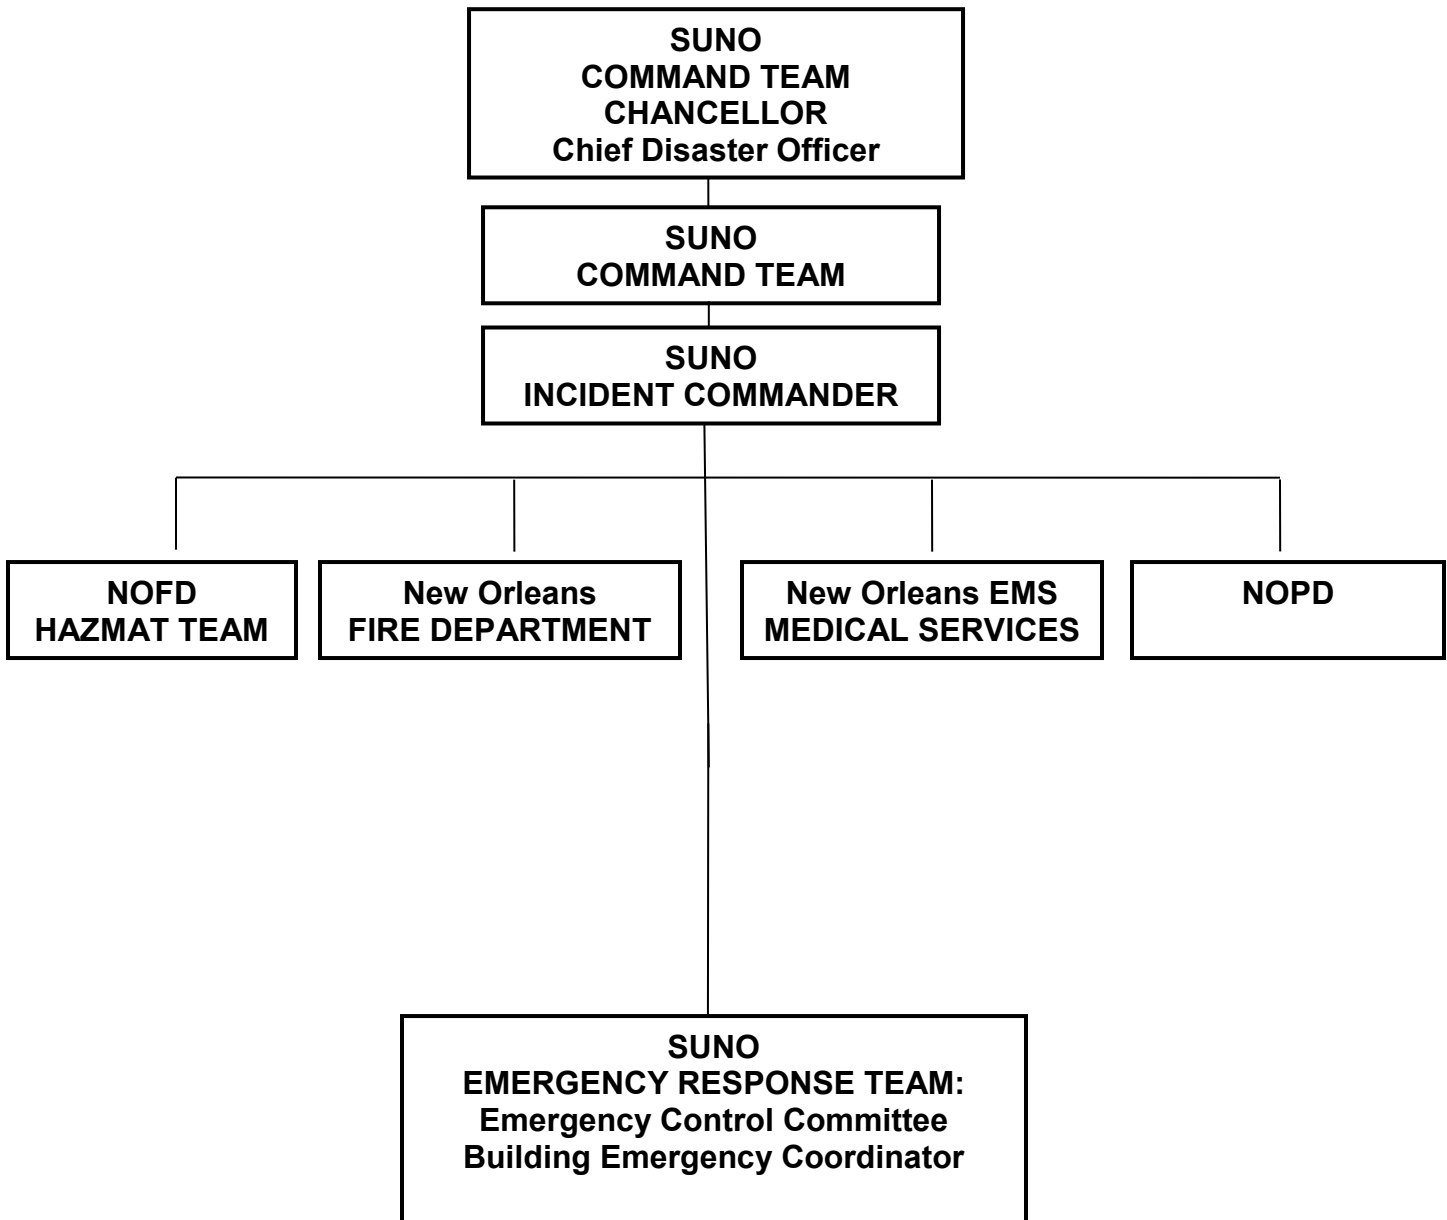 SUNO
COMMAND TEAM
CHANCELLOR
Chief Disaster Officer
SUNO
COMMAND TEAM
SUNO
INCIDENT COMMANDER
NOFD
HAZMAT TEAM
New Orleans
FIRE DEPARTMENT
New Orleans EMS
MEDICAL SERVICES
NOPD
SUNO
EMERGENCY RESPONSE TEAM:
Emergency Control Committee
Building Emergency Coordinator